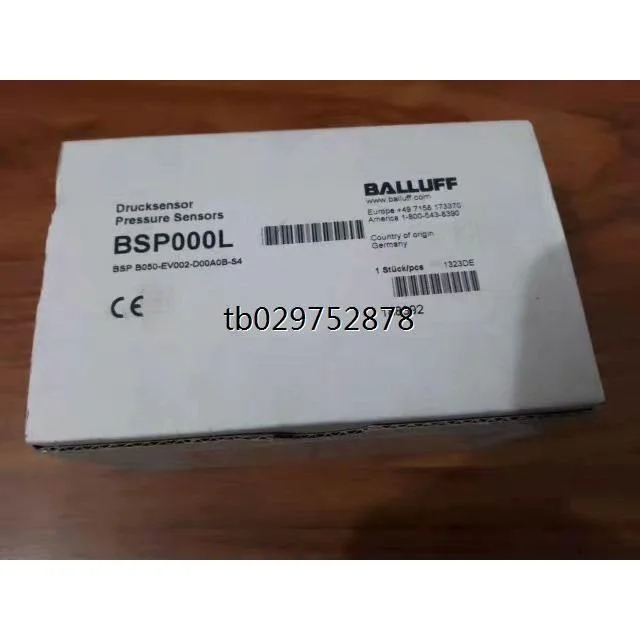 Drucksensor
Pressure Sensors
BSP000L
BSP B050-EV002-D00A0B-S4
CE
BALLUFF
www.balluff.com
Europe +49 7158 173370
America 1-800-543-8390
Country of origin
Germany
1 Stück/pcs 1323DE
tb029752878